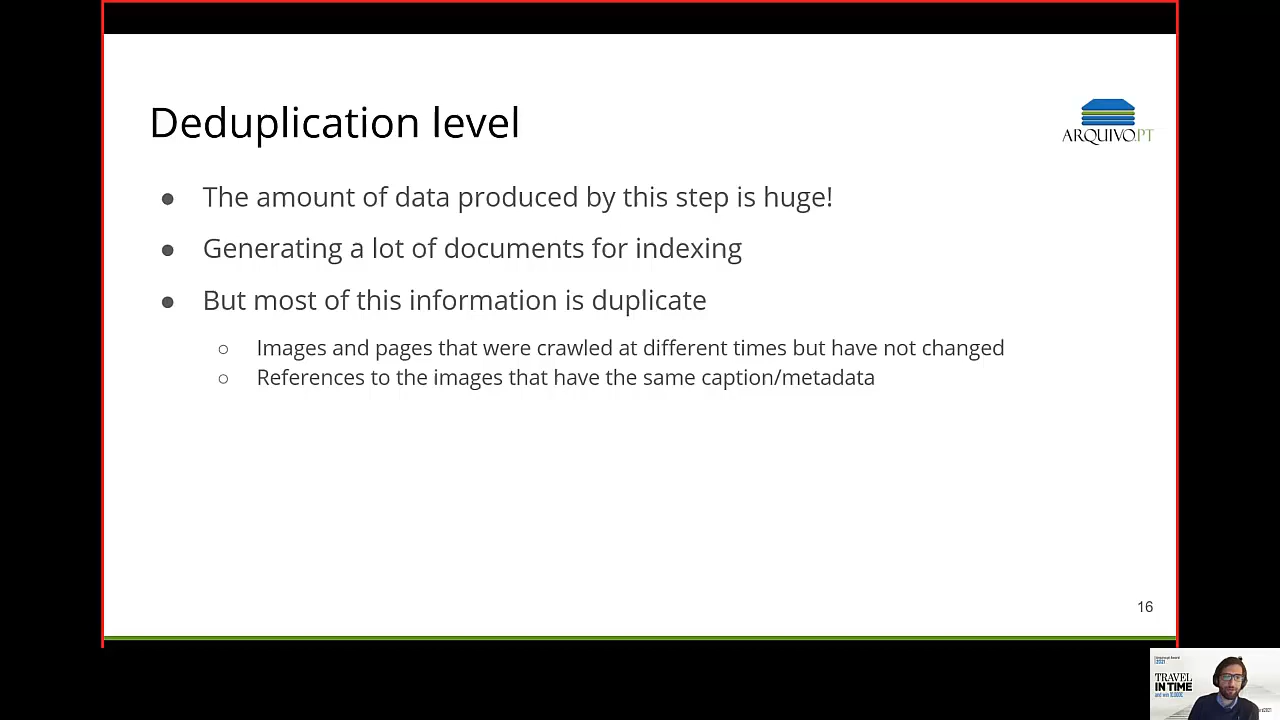 Deduplication level
ARQUIVO.PT
● The amount of data produced by this step is huge!
● Generating a lot of documents for indexing
● But most of this information is duplicate
○ Images and pages that were crawled at different times but have not changed
○ References to the images that have the same caption/metadata
16
2021
TRAVEL
IN TIME